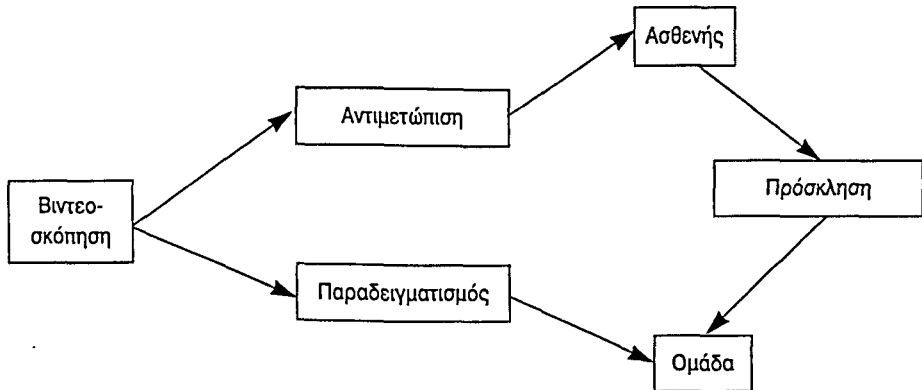 Ασθενής
Αντιμετώπιση
Πρόσκληση
Βιντεο-
σκόπηση
Παραδειγματισμός
Ομάδα